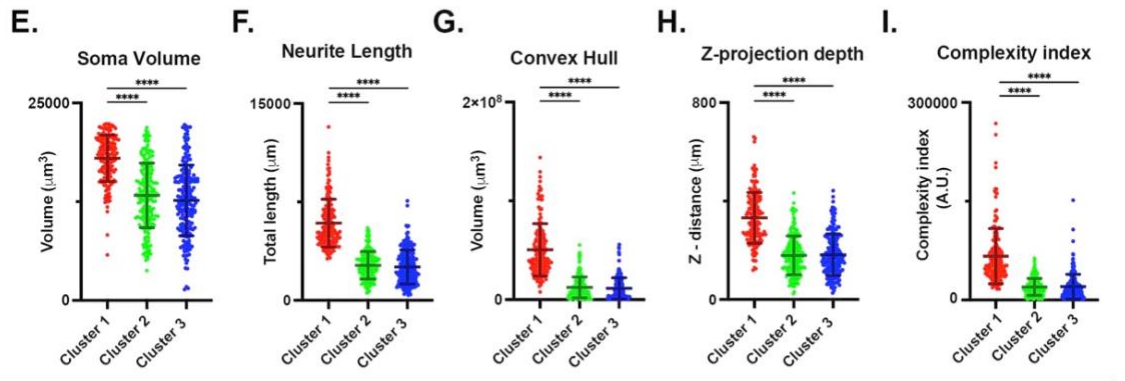 E.
Soma Volume
****
****
25000
0
Volume (μm³)
Cluster 1
Cluster 2
Cluster 3
F.
Neurite Length
****
****
15000
0
Total length (μm)
Cluster 1
Cluster 2
Cluster 3
G.
Convex Hull
****
****
2×10⁸
0
Volume (μm³)
Cluster 1
Cluster 2
Cluster 3
H.
Z-projection depth
****
****
800
0
Z - distance (μm)
Cluster 1
Cluster 2
Cluster 3
I.
Complexity index
****
****
300000
0
Complexity index
(A.U.)
Cluster 1
Cluster 2
Cluster 3